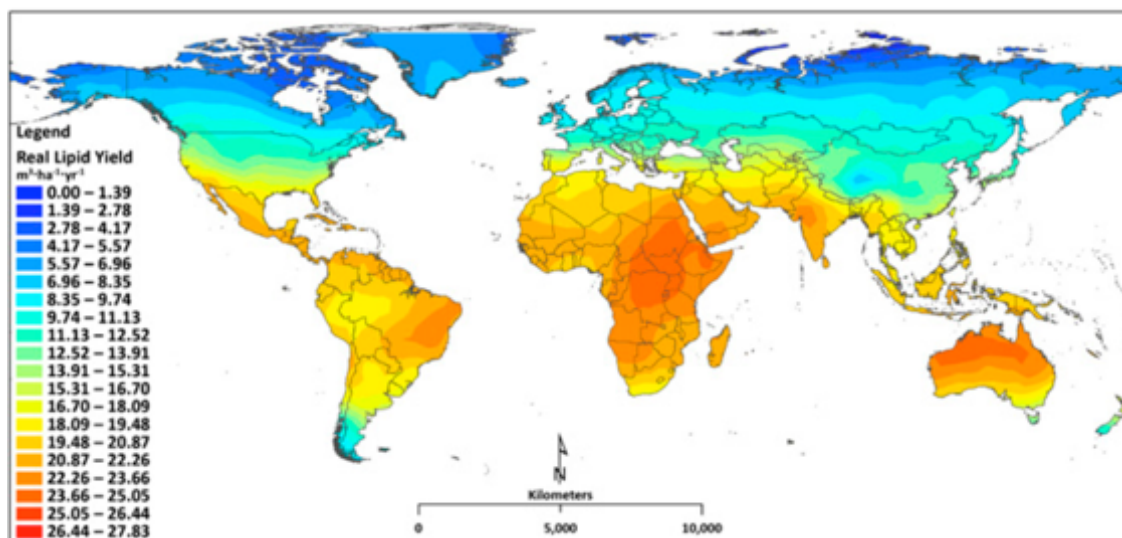 Legend
Real Lipid Yield
m³·ha⁻¹·yr⁻¹
0.00 – 1.39
1.39 – 2.78
2.78 – 4.17
4.17 – 5.57
5.57 – 6.96
6.96 – 8.35
8.35 – 9.74
9.74 – 11.13
11.13 – 12.52
12.52 – 13.91
13.91 – 15.31
15.31 – 16.70
16.70 – 18.09
18.09 – 19.48
19.48 – 20.87
20.87 – 22.26
22.26 – 23.66
23.66 – 25.05
25.05 – 26.44
26.44 – 27.83
N
Kilometers
0 5,000 10,000